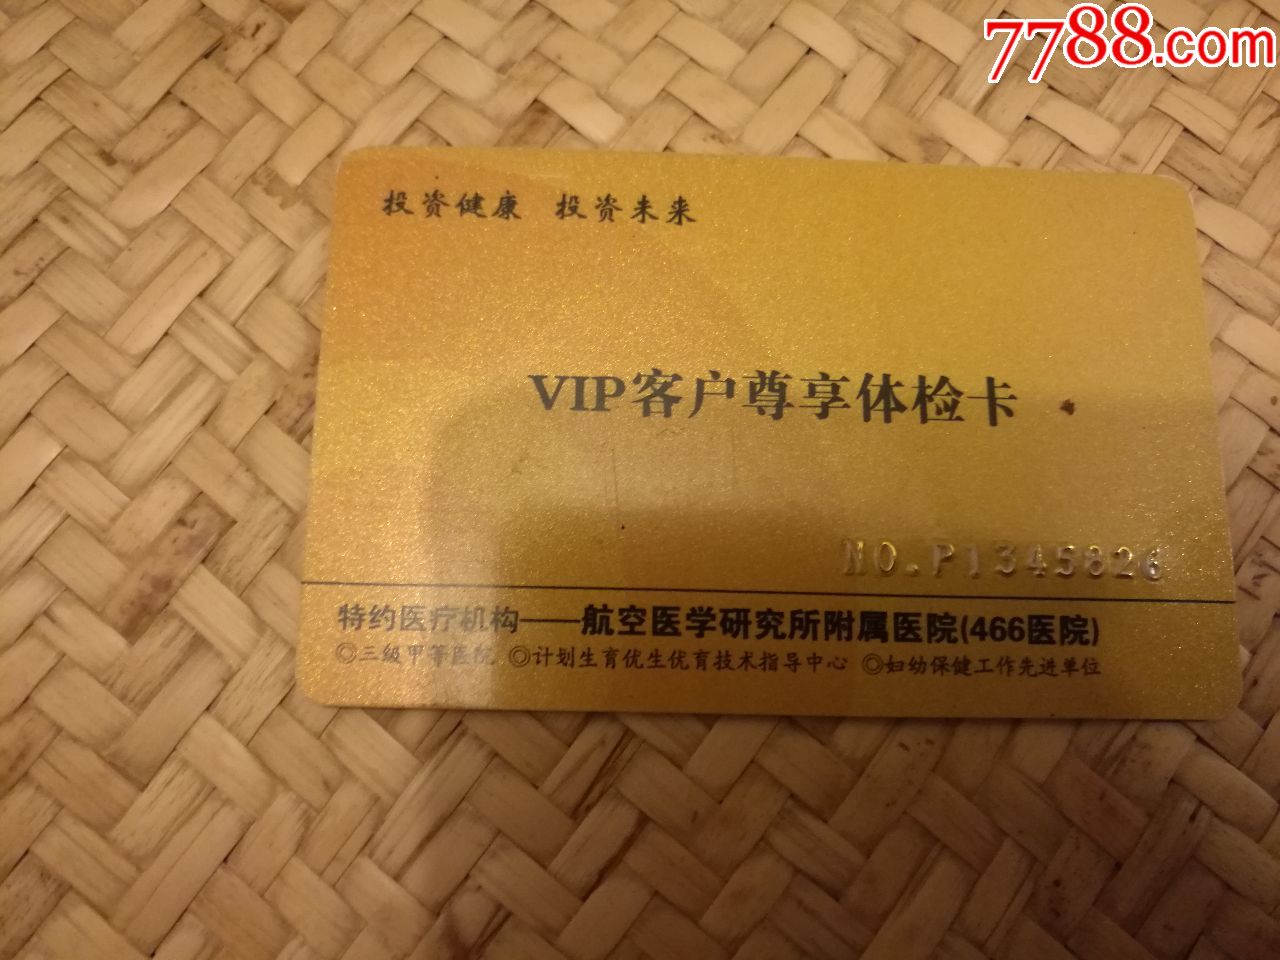 7788.com
投资健康 投资未来
VIP客户尊享体检卡
NO.P1345826
特约医疗机构——航空医学研究所附属医院(466医院)
◎三级甲等医院 ◎计划生育优生优育技术指导中心 ◎妇幼保健工作先进单位